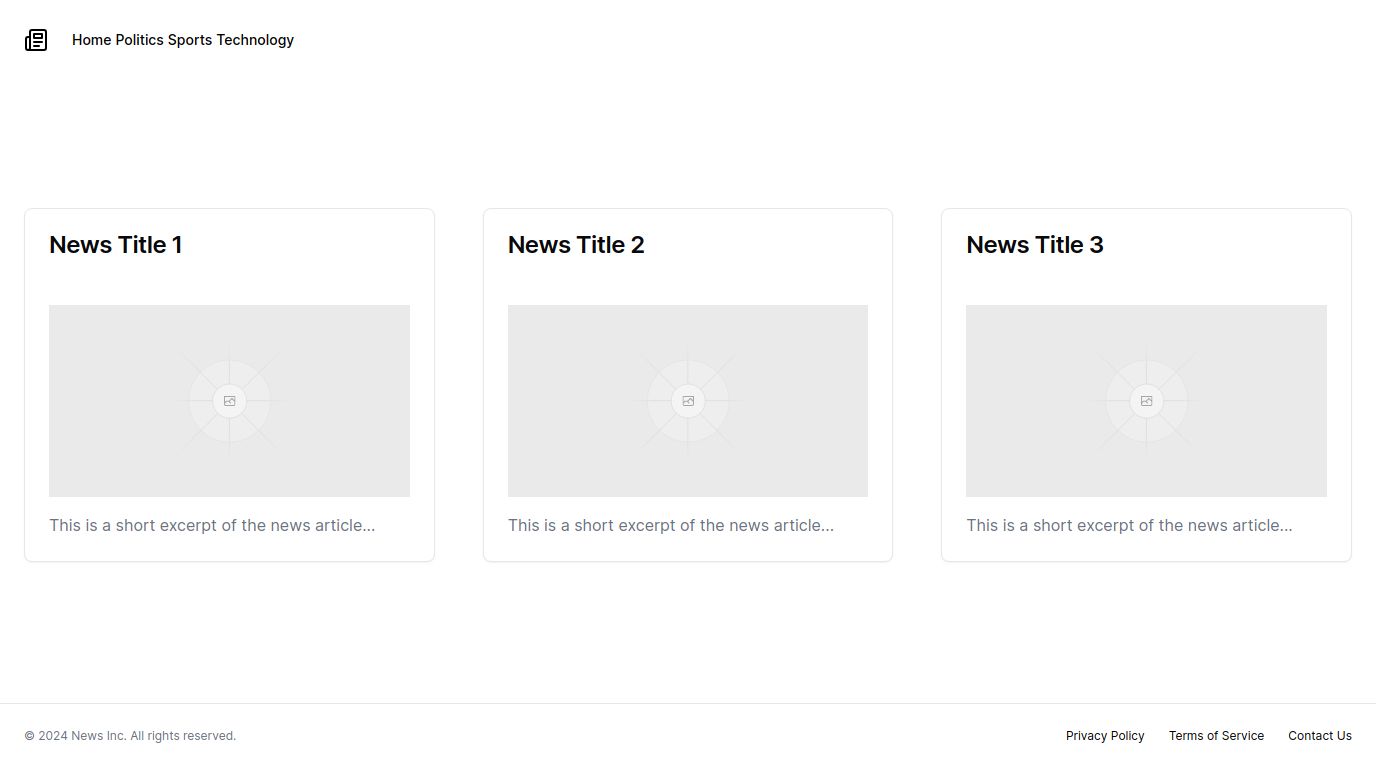 Home Politics Sports Technology
News Title 1
This is a short excerpt of the news article...
News Title 2
This is a short excerpt of the news article...
News Title 3
This is a short excerpt of the news article...
© 2024 News Inc. All rights reserved.
Privacy Policy
Terms of Service
Contact Us